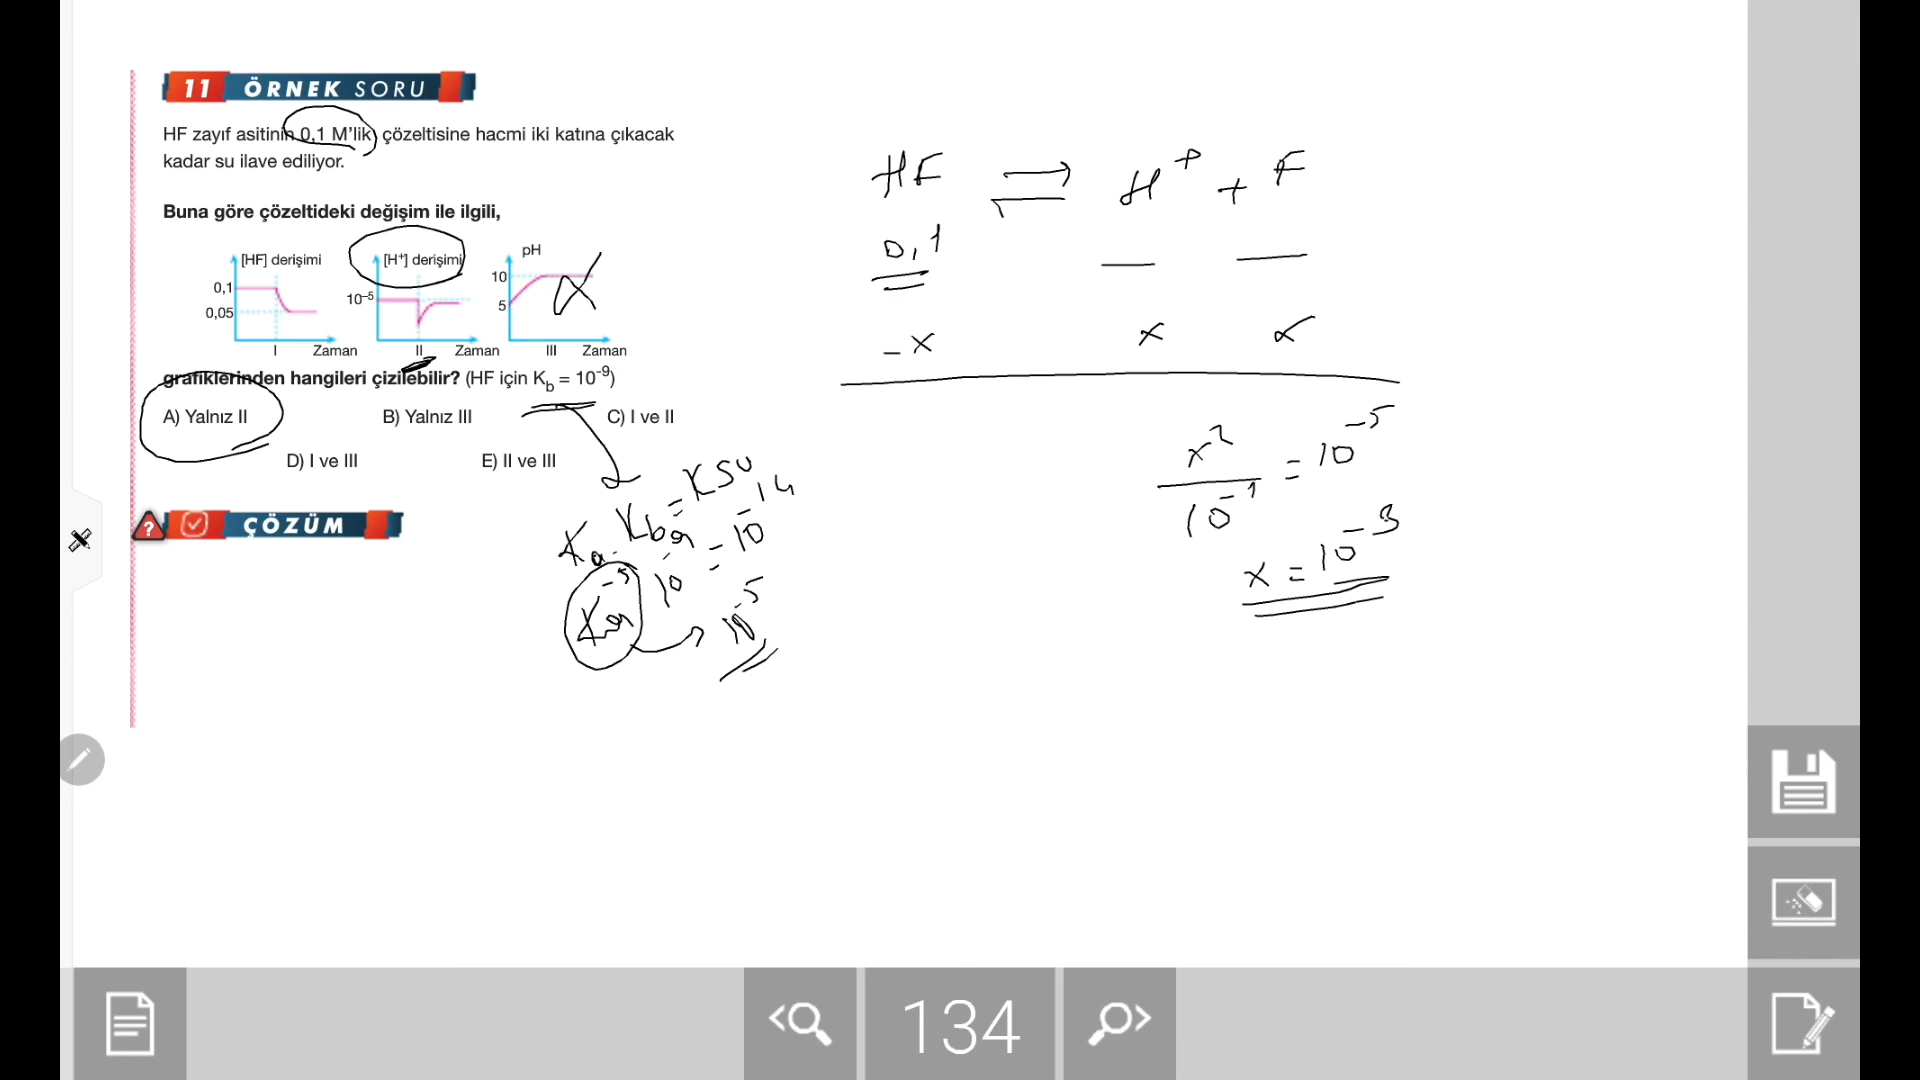 11 ÖRNEK SORU
HF zayıf asitinin 0,1 M'lik çözeltisine hacmi iki katına çıkacak
kadar su ilave ediliyor.
Buna göre çözeltideki değişim ile ilgili,
[HF] derişimi
0,1
0,05
I Zaman
[H⁺] derişimi
10⁻⁵
II Zaman
pH
10
5
III Zaman
grafiklerinden hangileri çizilebilir? (HF için K_b = 10⁻⁹)
A) Yalnız II B) Yalnız III C) I ve II
D) I ve III E) II ve III
? ÇÖZÜM
Ka . Kb = KSU
10⁻⁹ = 10⁻¹⁴
10⁻⁵
HF ⇌ H⁺ + F
0,1 — —
-x x x
x² / 10⁻¹ = 10⁻⁵
x = 10⁻³
134